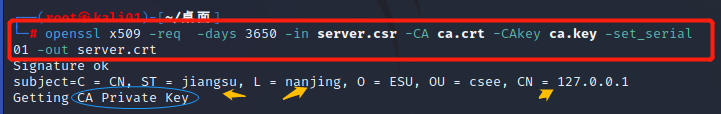 (root㉿kali01)-[~/桌面]
# openssl x509 -req  -days 3650 -in server.csr -CA ca.crt -CAkey ca.key -set_serial
01 -out server.crt
Signature ok
subject=C = CN, ST = jiangsu, L = nanjing, O = ESU, OU = csee, CN = 127.0.0.1
Getting CA Private Key